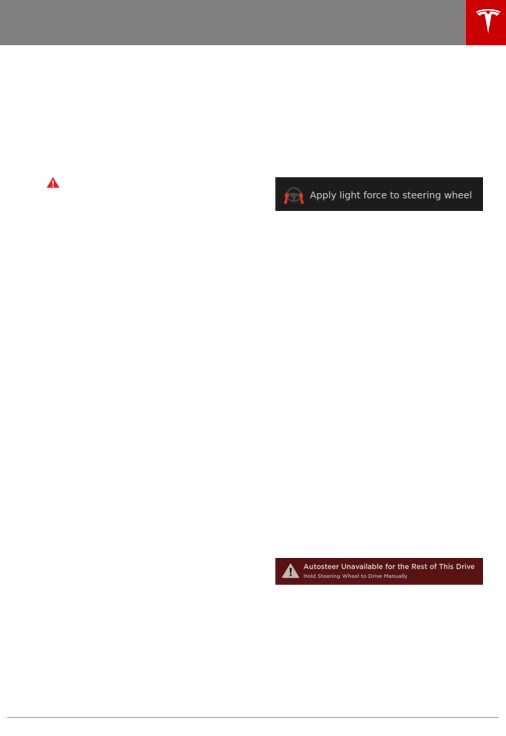 Apply light force to steering wheel
Autosteer Unavailable for the Rest of This Drive
Hold Steering Wheel to Drive Manually